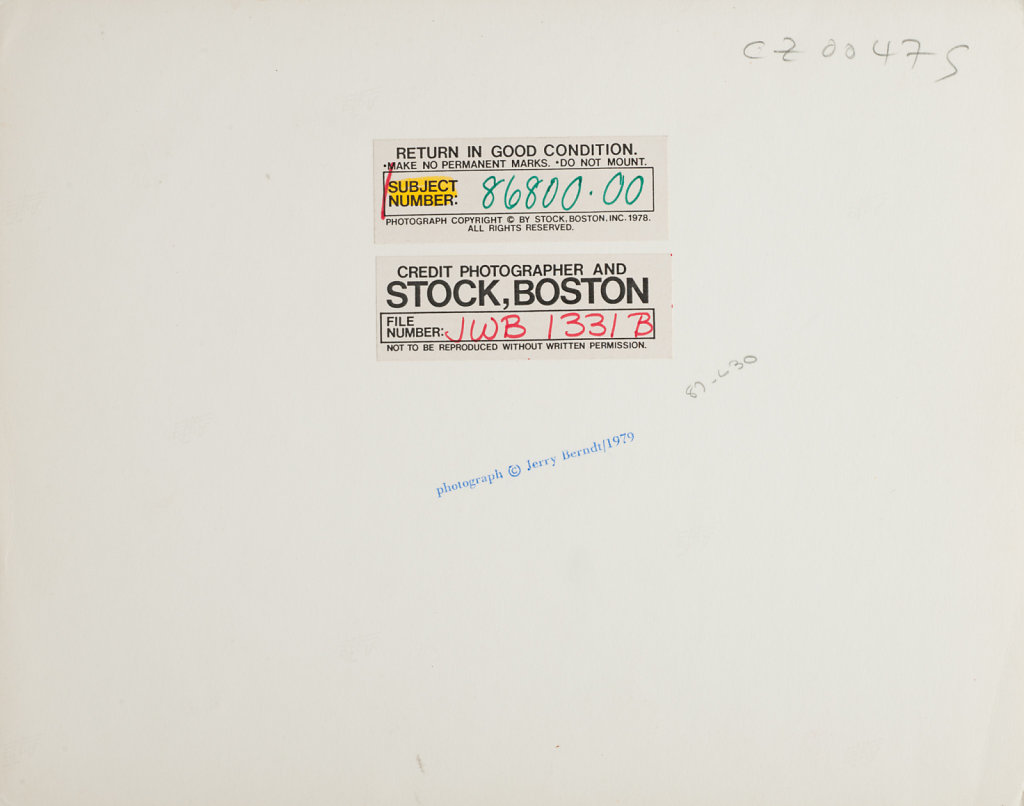 CZ 00475
RETURN IN GOOD CONDITION.
•MAKE NO PERMANENT MARKS. •DO NOT MOUNT.
SUBJECT
NUMBER: 86800.00
PHOTOGRAPH COPYRIGHT © BY STOCK, BOSTON, INC. 1978.
ALL RIGHTS RESERVED.
CREDIT PHOTOGRAPHER AND
STOCK, BOSTON
FILE
NUMBER: JWB 1331 B
NOT TO BE REPRODUCED WITHOUT WRITTEN PERMISSION.
photograph © Jerry Berndt/1979